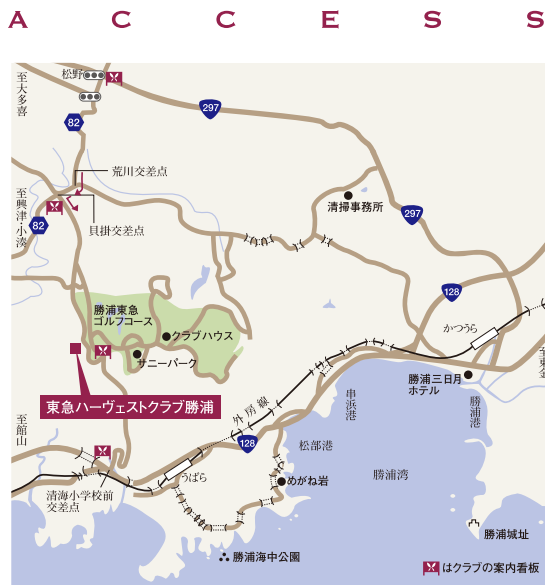 ACCESS
至大多喜
松野
297
82
荒川交差点
至興津・小湊
82
貝掛交差点
清掃事務所
297
128
勝浦東急
ゴルフコース
クラブハウス
サニーパーク
かつうら
至東金
東急ハーヴェストクラブ勝浦
勝浦三日月
ホテル
串浜港
勝浦港
至館山
外房線
128
松部港
うばら
めがね岩
勝浦湾
清海小学校前
交差点
勝浦城址
勝浦海中公園
はクラブの案内看板